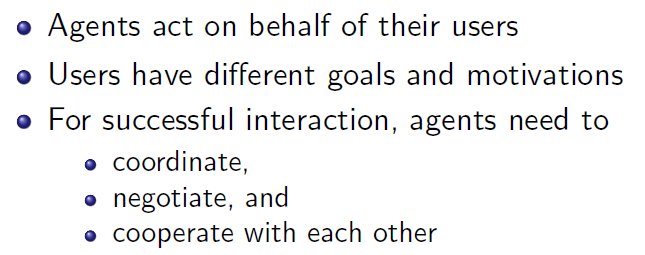 Agents act on behalf of their users
Users have different goals and motivations
For successful interaction, agents need to
coordinate,
negotiate, and
cooperate with each other